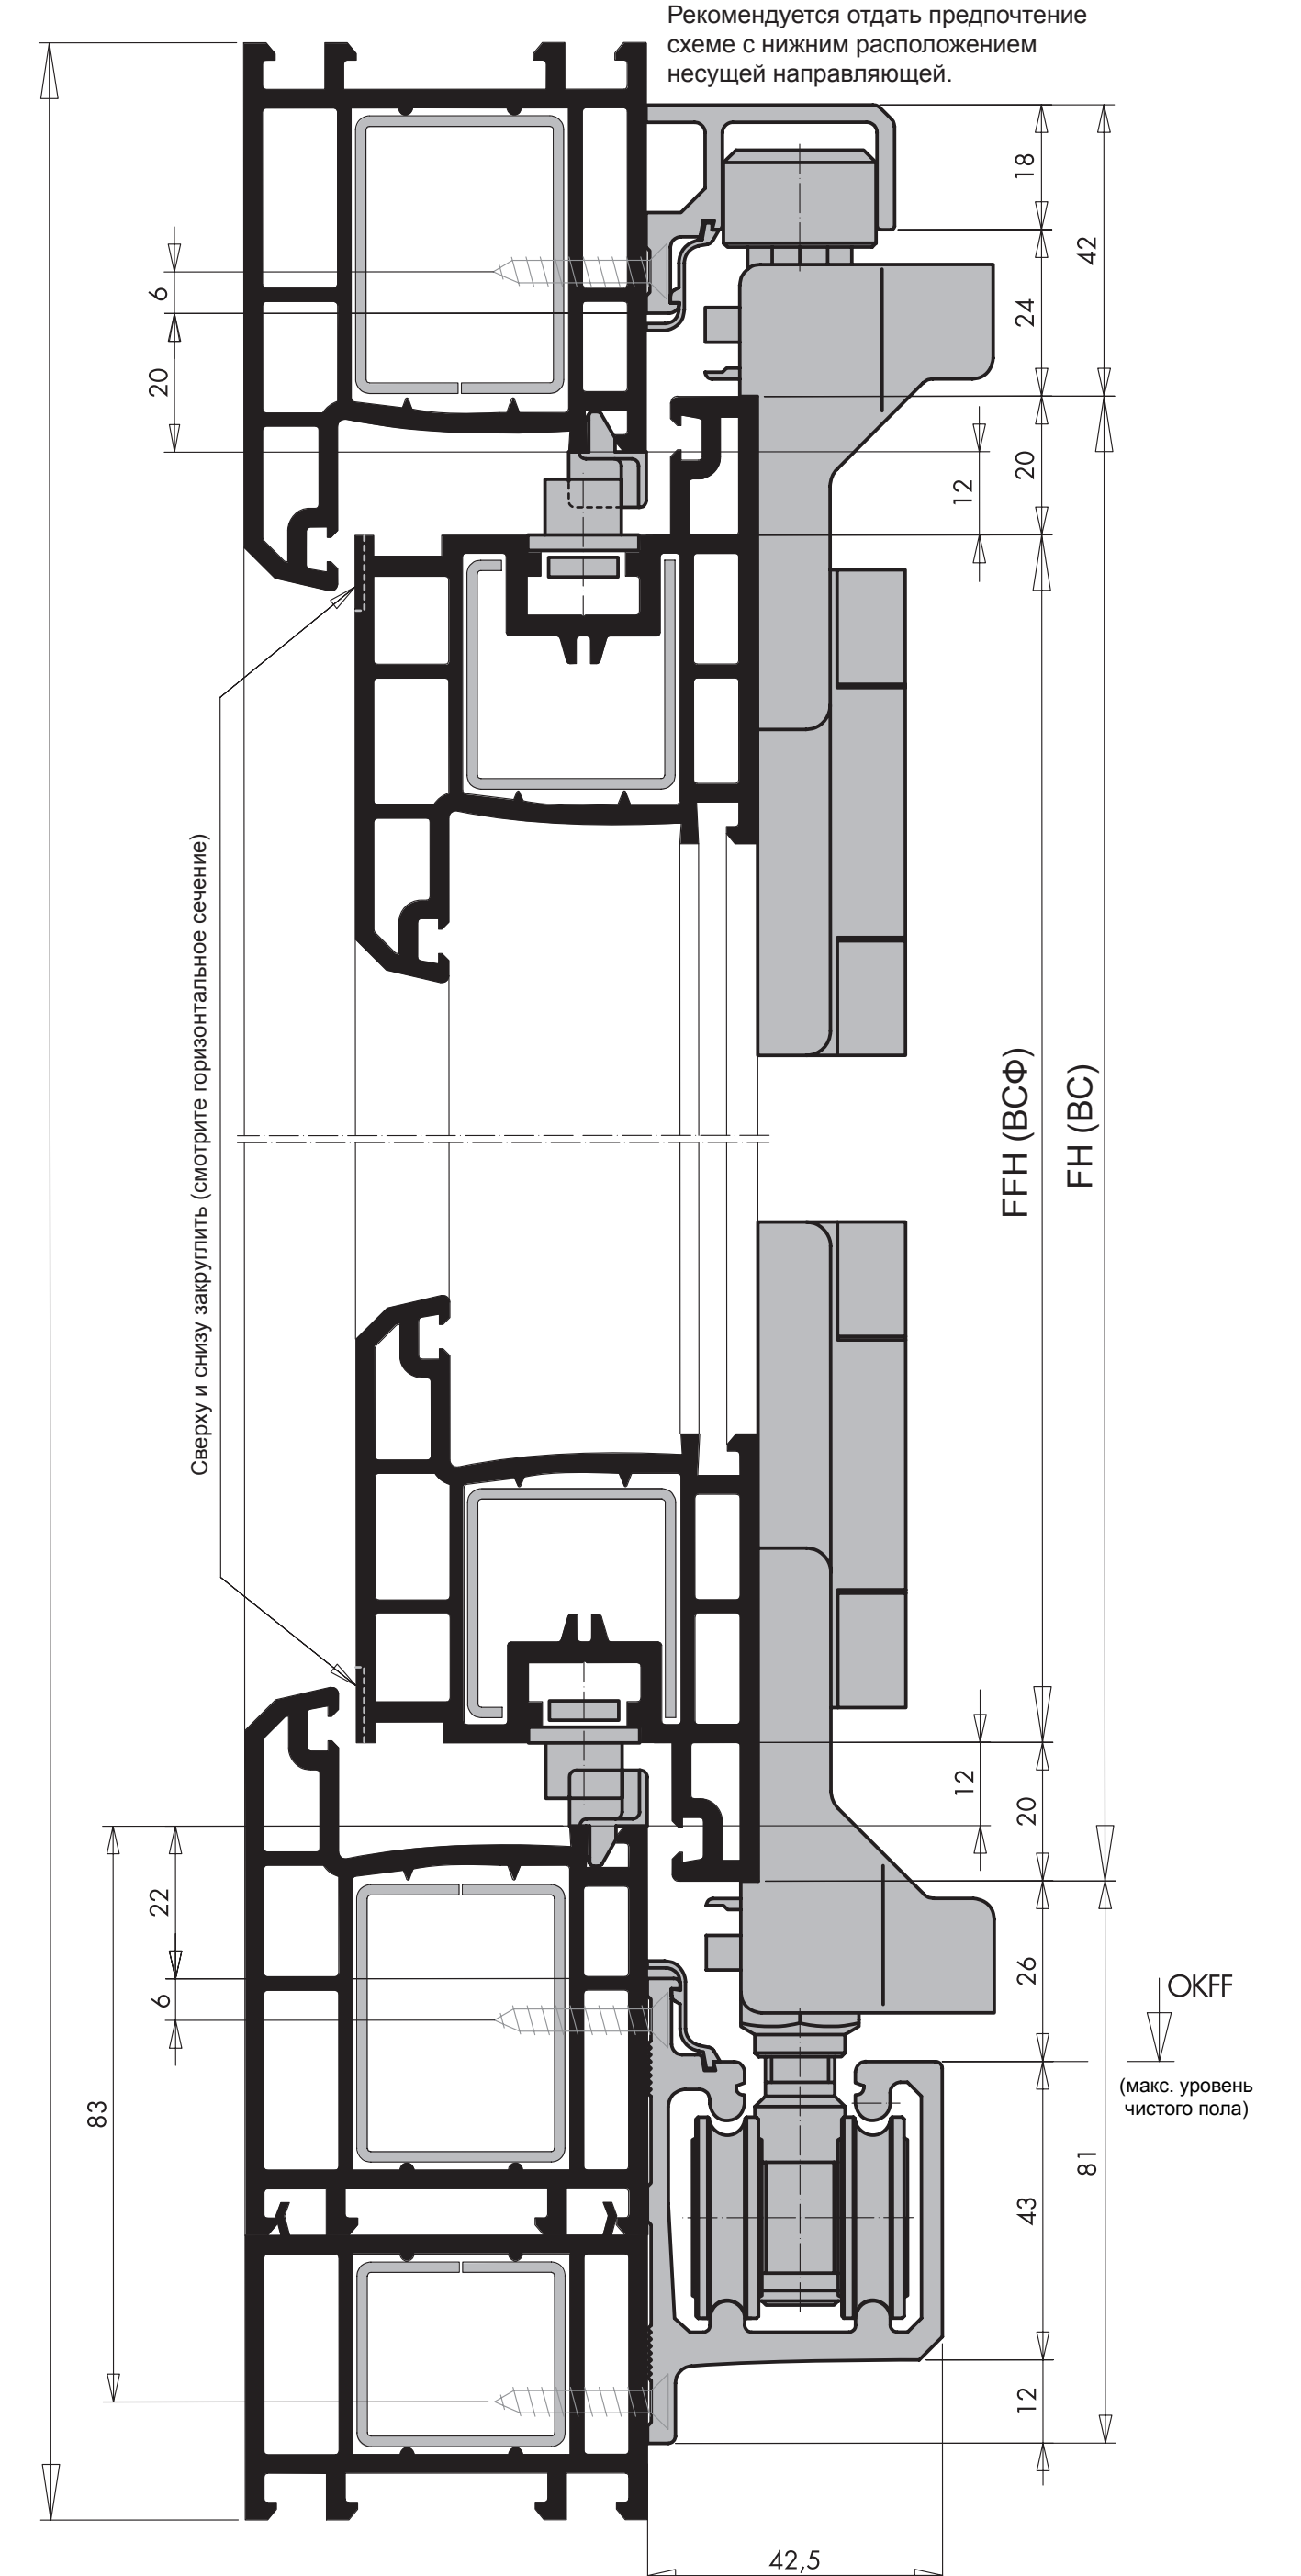 Рекомендуется отдать предпочтение
схеме с нижним расположением
несущей направляющей.
18
42
24
6
20
20
12
Сверху и снизу закруглить (смотрите горизонтальное сечение)
FFH (ВСФ)
FH (ВС)
12
20
22
6
26
OKFF
(макс. уровень
чистого пола)
83
81
43
12
42,5